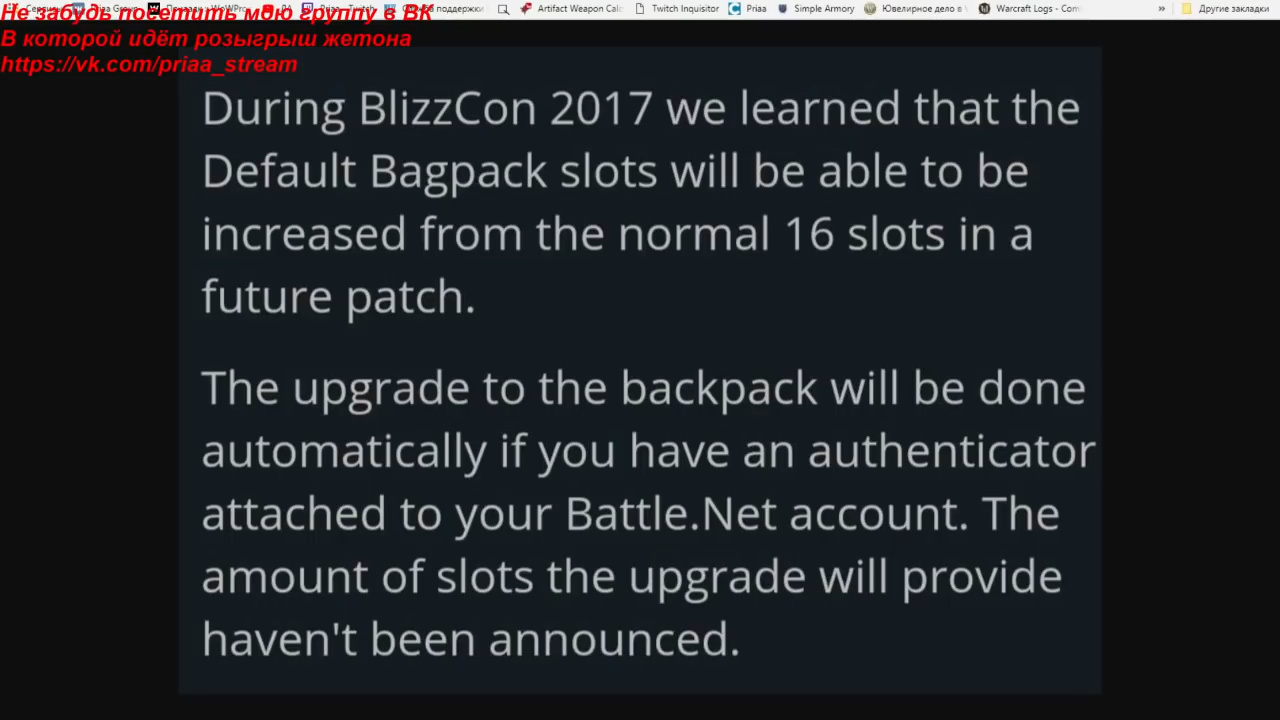 Не забудь посетить мою группу в ВК
В которой идёт розыгрыш жетона
https://vk.com/priaa_stream
Artifact Weapon Calc
Twitch Inquisitor
Priaa
Simple Armory
Ювелирное дело в
Warcraft Logs - Com
»
Другие закладки
During BlizzCon 2017 we learned that the
Default Bagpack slots will be able to be
increased from the normal 16 slots in a
future patch.
The upgrade to the backpack will be done
automatically if you have an authenticator
attached to your Battle.Net account. The
amount of slots the upgrade will provide
haven't been announced.